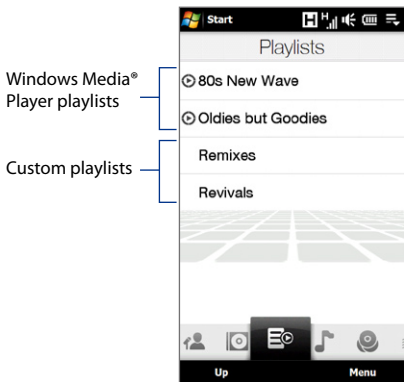 Start
Playlists
Windows Media®
Player playlists
80s New Wave
Oldies but Goodies
Custom playlists
Remixes
Revivals
Up Menu